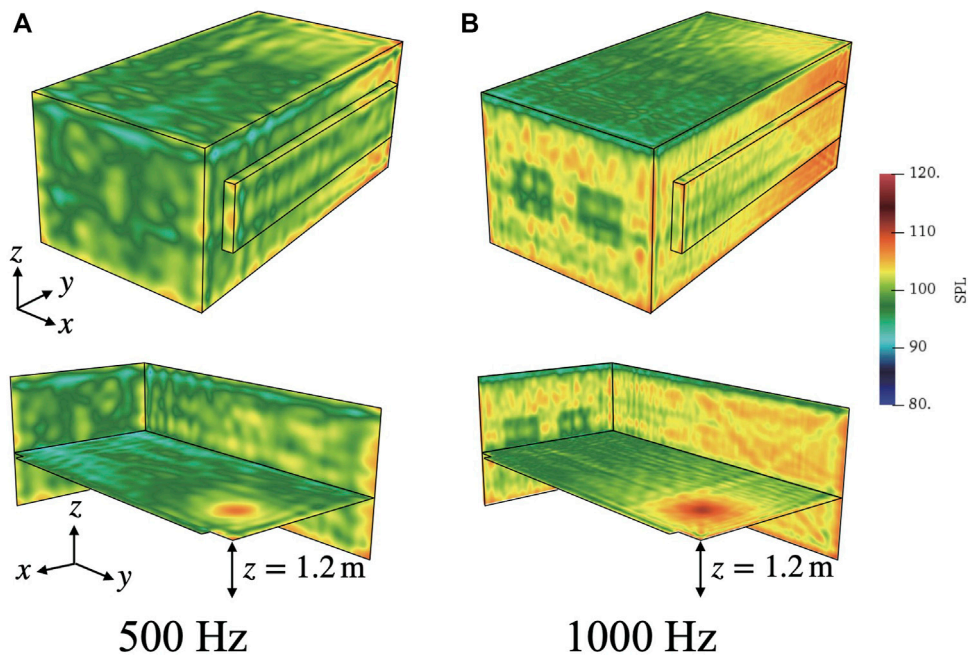 A
B
z
y
x
120.
110
100
90
80.
SPL
z
x
y
z = 1.2 m
z = 1.2 m
500 Hz
1000 Hz